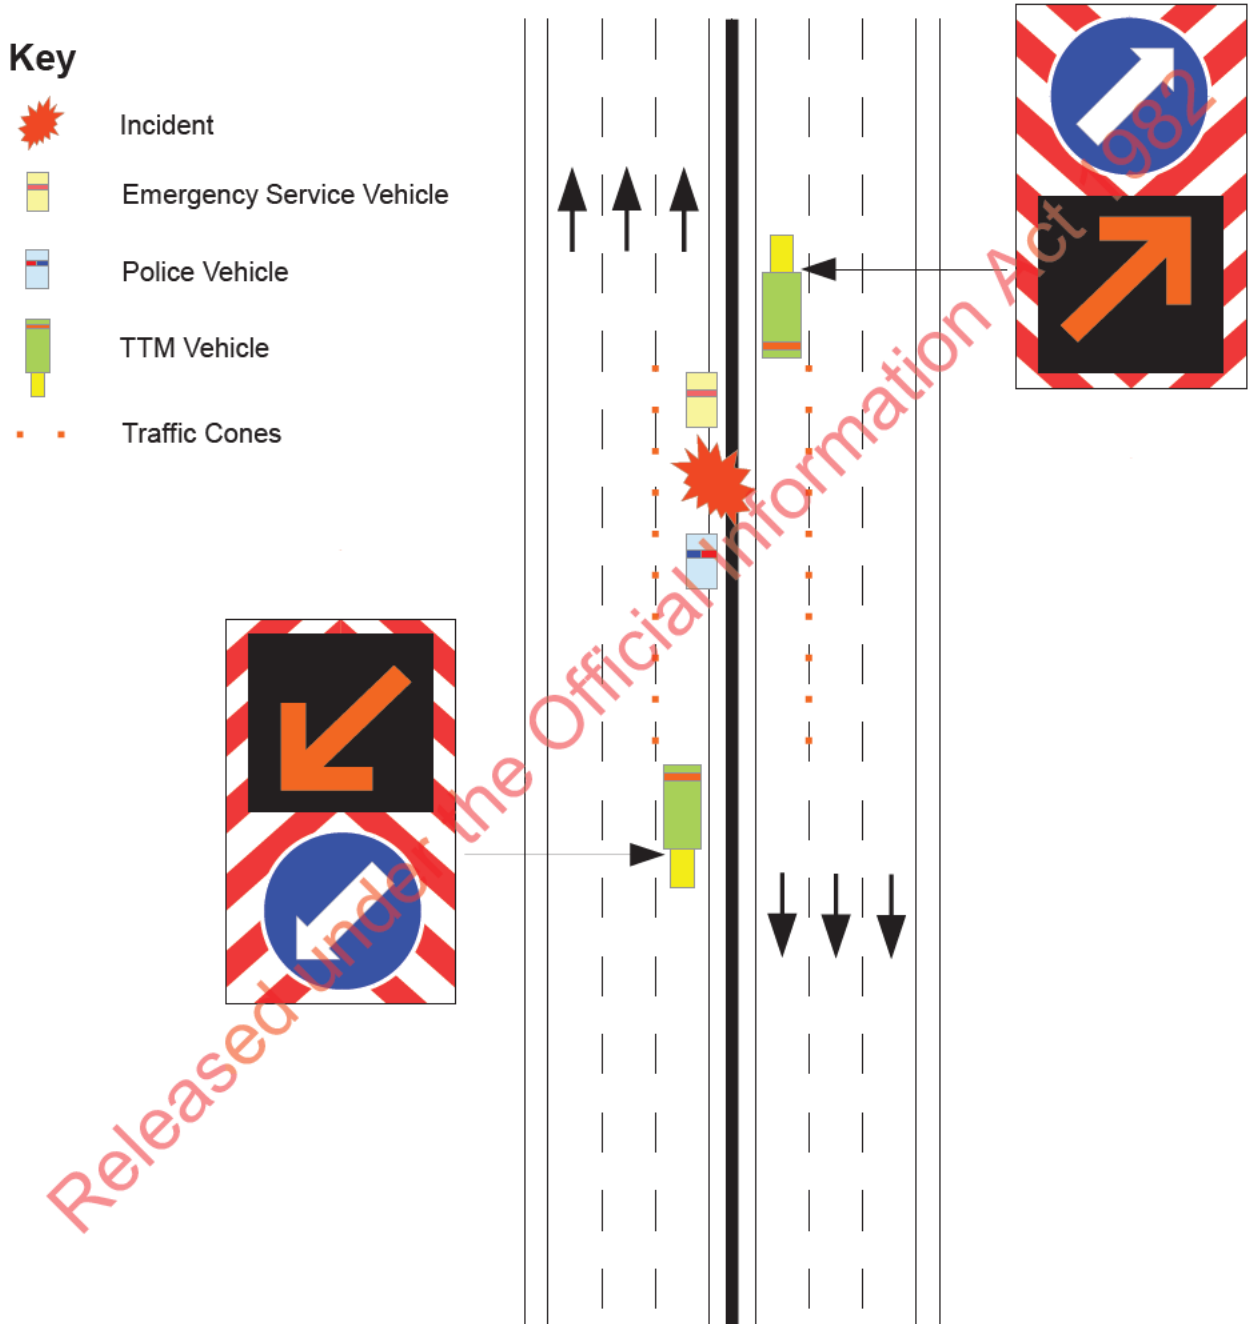 Key
Incident
Emergency Service Vehicle
Police Vehicle
TTM Vehicle
Traffic Cones
Released under the Official Information Act 1982